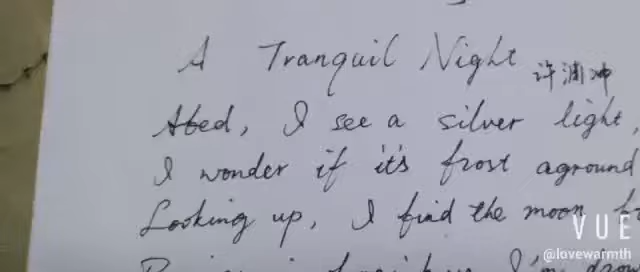 A Tranquil Night
许渊冲
Abed, I see a silver light,
I wonder if it's frost aground
Looking up, I find the moon
VUE
@lovewarmth